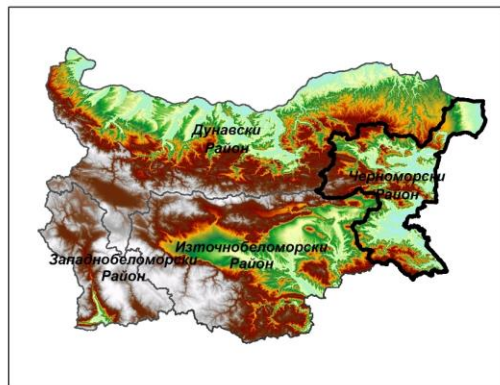 Дунавски
Район
Черноморски
Район
Източнобеломорски
Район
Западнобеломорски
Район